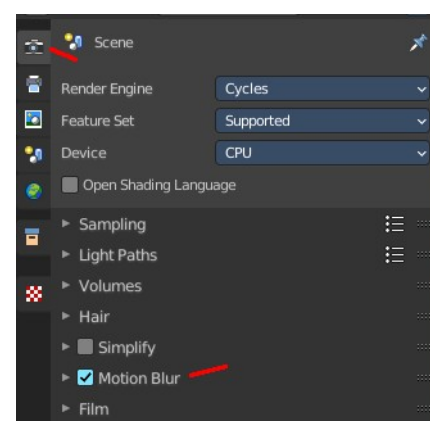 Scene
Render Engine Cycles
Feature Set Supported
Device CPU
Open Shading Language
Sampling
Light Paths
Volumes
Hair
Simplify
Motion Blur
Film